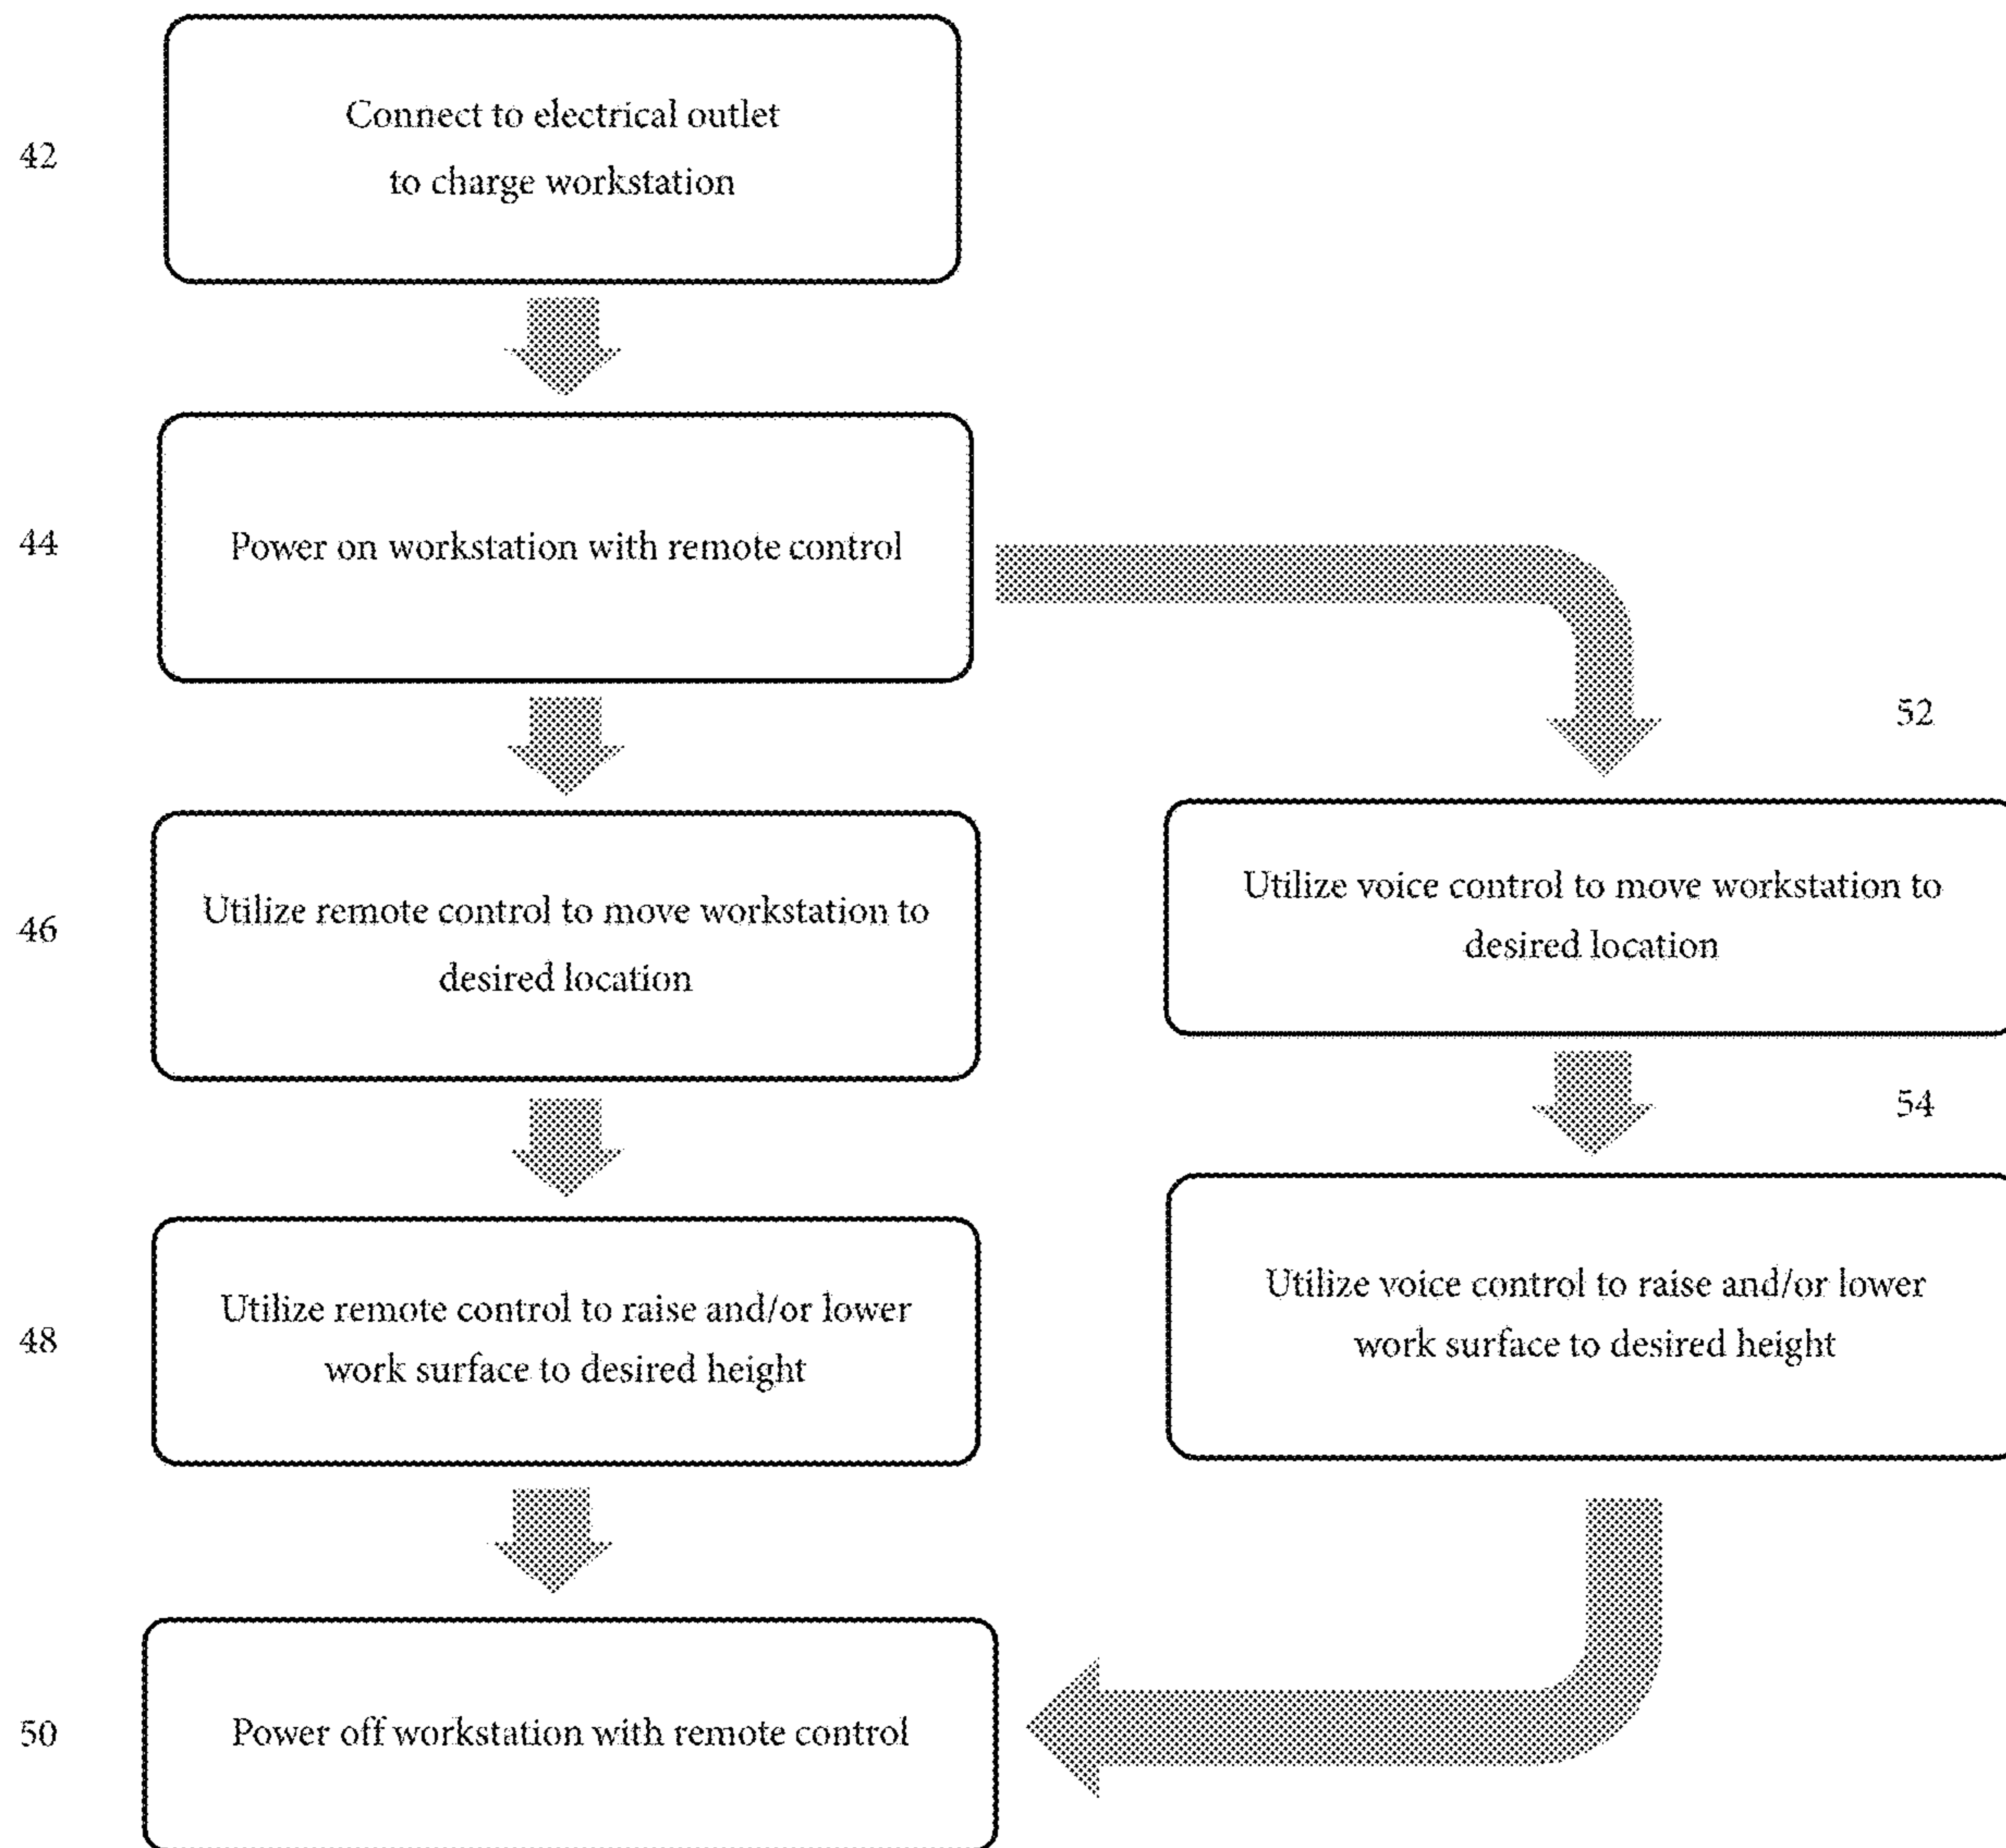 42
Connect to electrical outlet
to charge workstation
44
Power on workstation with remote control
46
Utilize remote control to move workstation to
desired location
48
Utilize remote control to raise and/or lower
work surface to desired height
50
Power off workstation with remote control
52
Utilize voice control to move workstation to
desired location
54
Utilize voice control to raise and/or lower
work surface to desired height